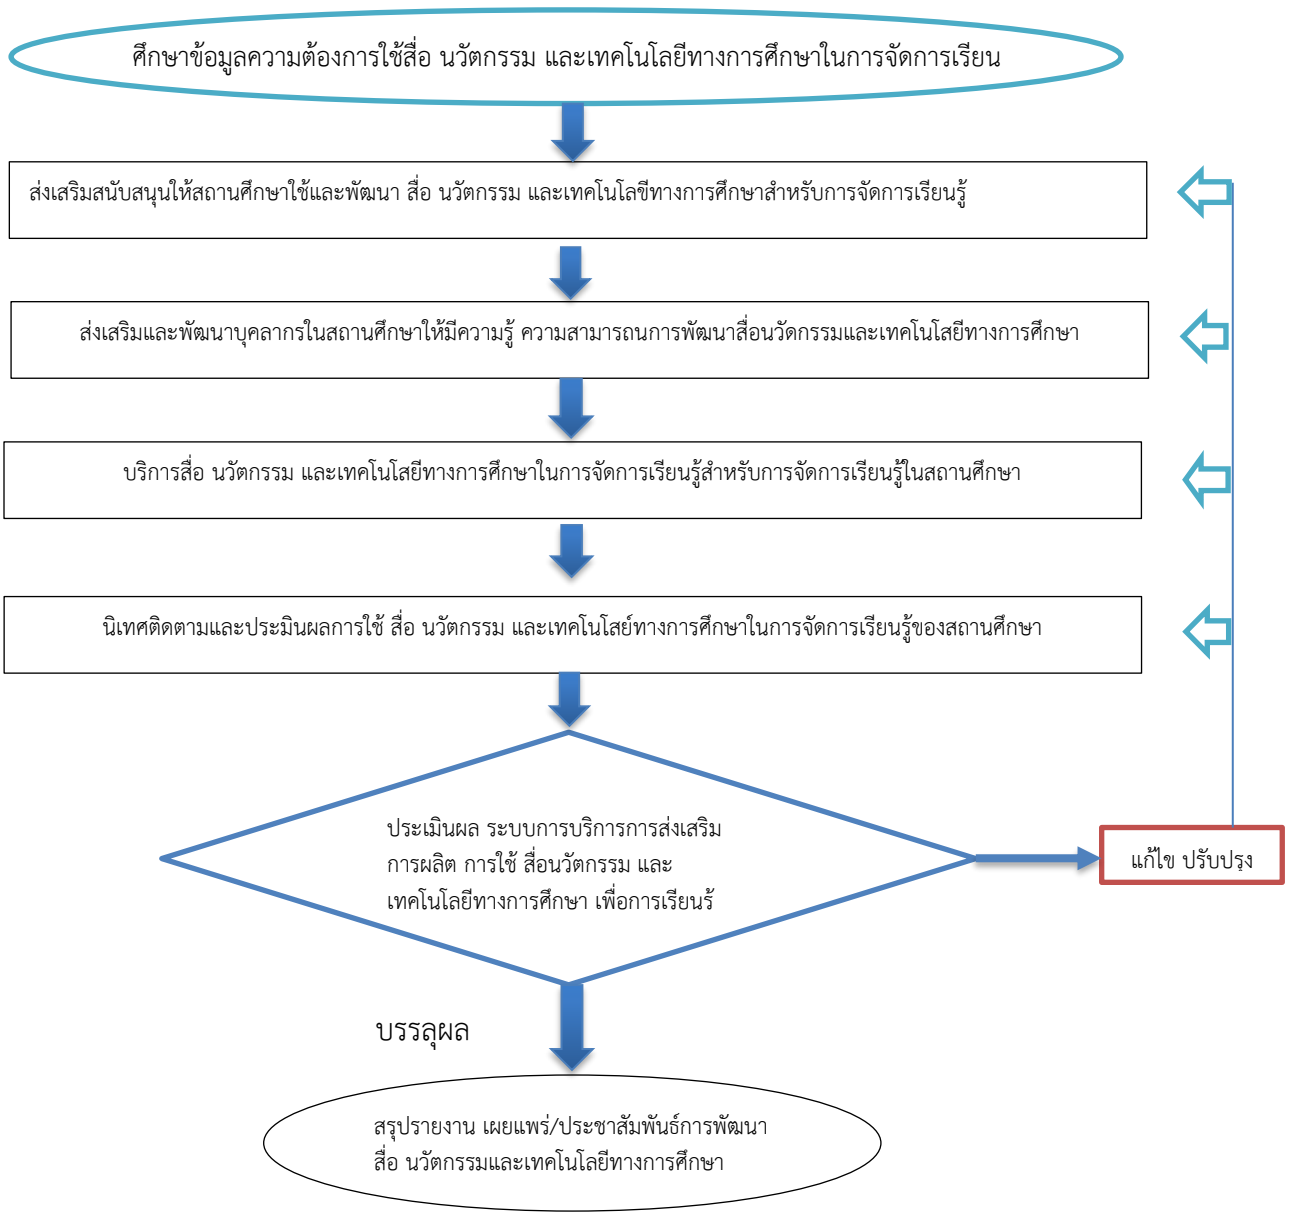 ศึกษาข้อมูลความต้องการใช้สื่อ นวัตกรรม และเทคโนโลยีทางการศึกษาในการจัดการเรียน
ส่งเสริมสนับสนุนให้สถานศึกษาใช้และพัฒนา สื่อ นวัตกรรม และเทคโนโลขีทางการศึกษาสำหรับการจัดการเรียนรู้
ส่งเสริมและพัฒนาบุคลากรในสถานศึกษาให้มีความรู้ ความสามารถนการพัฒนาสื่อนวัดกรรมและเทคโนโสยีทางการศึกษา
บริการสื่อ นวัตกรรม และเทคโนโสยีทางการศึกษาในการจัดการเรียนรู้สำหรับการจัดการเรียนรู้ในสถานศึกษา
นิเทศติดตามและประมินผลการใช้ สื่อ นวัตกรรม และเทคโนโสย์ทางการศึกษาในการจัดการเรียนรู้ของสถานศึกษา
ประเมินผล ระบบการบริการการส่งเสริม
การผลิต การใช้ สื่อนวัตกรรม และ
เทคโนโลยีทางการศึกษา เพื่อการเรียนรั
แก้ไข ปรับปรุง
บรรลุผล
สรุปรายงาน เผยแพร่/ประชาสัมพันธ์การพัฒนา
สื่อ นวัตกรรมและเทคโนโลยีทางการศึกษา